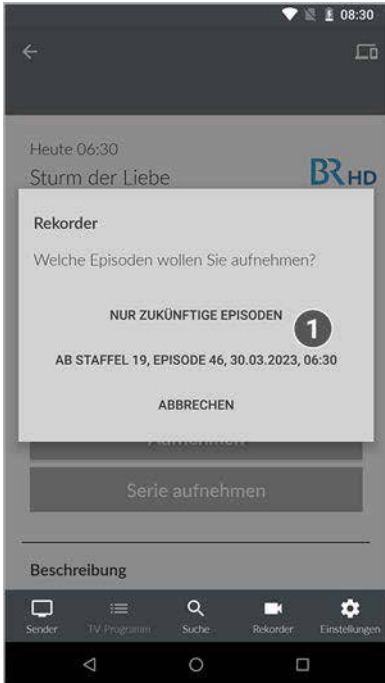 08:30
Heute 06:30
Sturm der Liebe
BR HD
Rekorder
Welche Episoden wollen Sie aufnehmen?
NUR ZUKÜNFTIGE EPISODEN
1
AB STAFFEL 19, EPISODE 46, 30.03.2023, 06:30
ABBRECHEN
Aufnehmen
Serie aufnehmen
Beschreibung
Sender TV-Programm Suche Rekorder Einstellungen